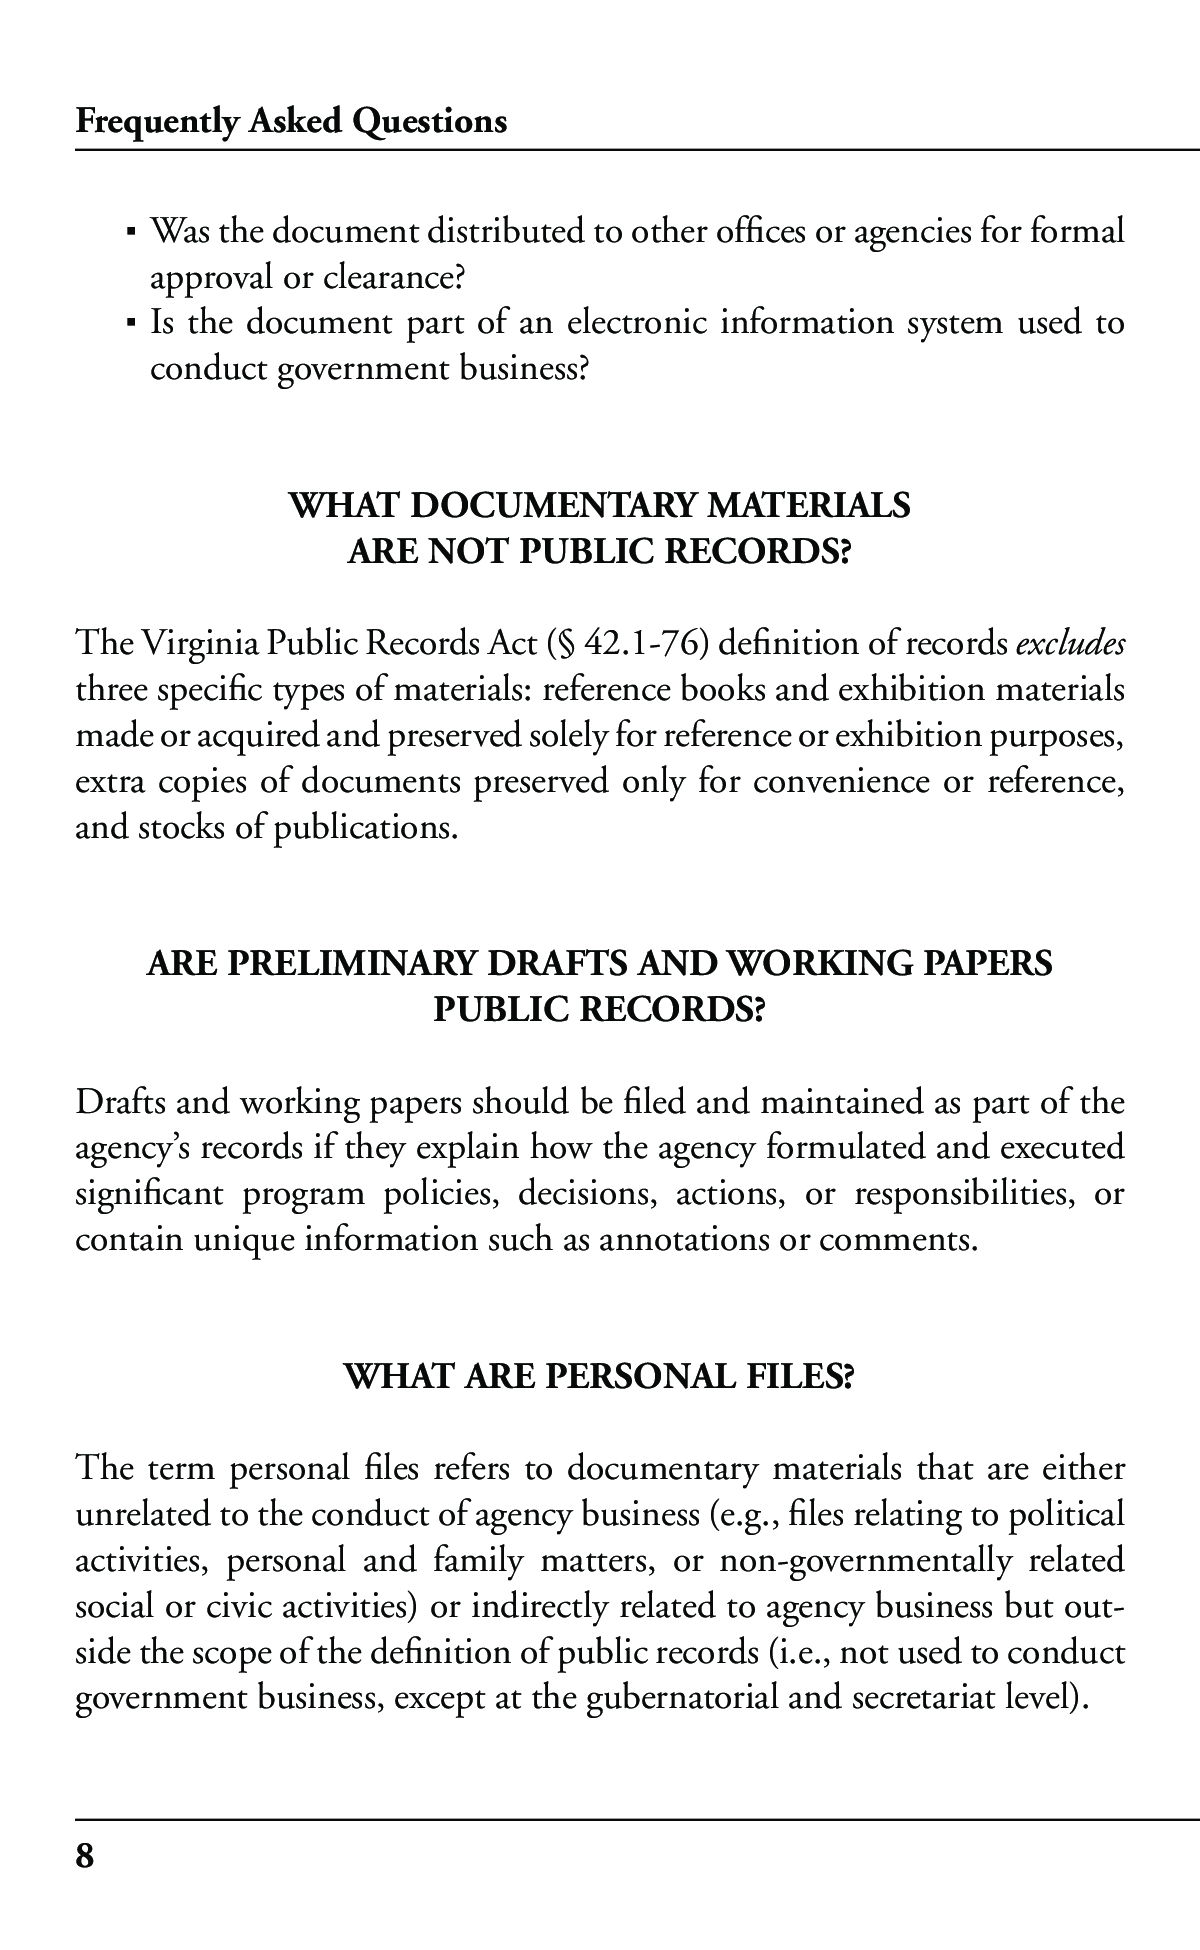 Frequently Asked Questions
▪ Was the document distributed to other offices or agencies for formal
approval or clearance?
▪ Is the document part of an electronic information system used to
conduct government business?
WHAT DOCUMENTARY MATERIALS
ARE NOT PUBLIC RECORDS?
The Virginia Public Records Act (§ 42.1-76) definition of records excludes
three specific types of materials: reference books and exhibition materials
made or acquired and preserved solely for reference or exhibition purposes,
extra copies of documents preserved only for convenience or reference,
and stocks of publications.
ARE PRELIMINARY DRAFTS AND WORKING PAPERS
PUBLIC RECORDS?
Drafts and working papers should be filed and maintained as part of the
agency’s records if they explain how the agency formulated and executed
significant program policies, decisions, actions, or responsibilities, or
contain unique information such as annotations or comments.
WHAT ARE PERSONAL FILES?
The term personal files refers to documentary materials that are either
unrelated to the conduct of agency business (e.g., files relating to political
activities, personal and family matters, or non-governmentally related
social or civic activities) or indirectly related to agency business but out-
side the scope of the definition of public records (i.e., not used to conduct
government business, except at the gubernatorial and secretariat level).
8